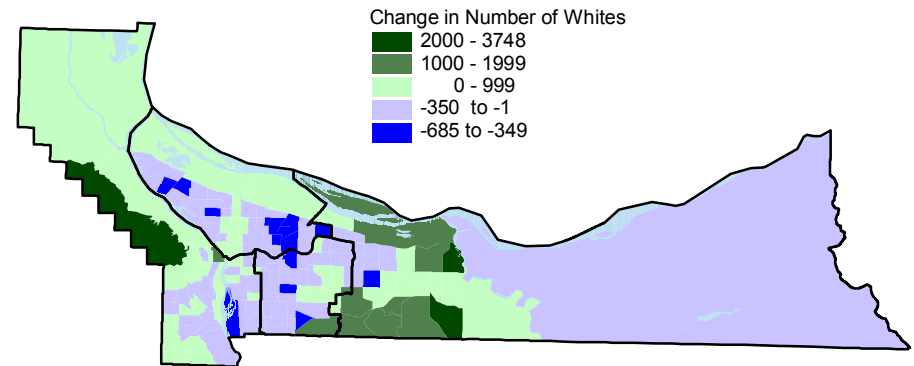 Change in Number of Whites
2000 - 3748
1000 - 1999
0 - 999
-350 to -1
-685 to -349